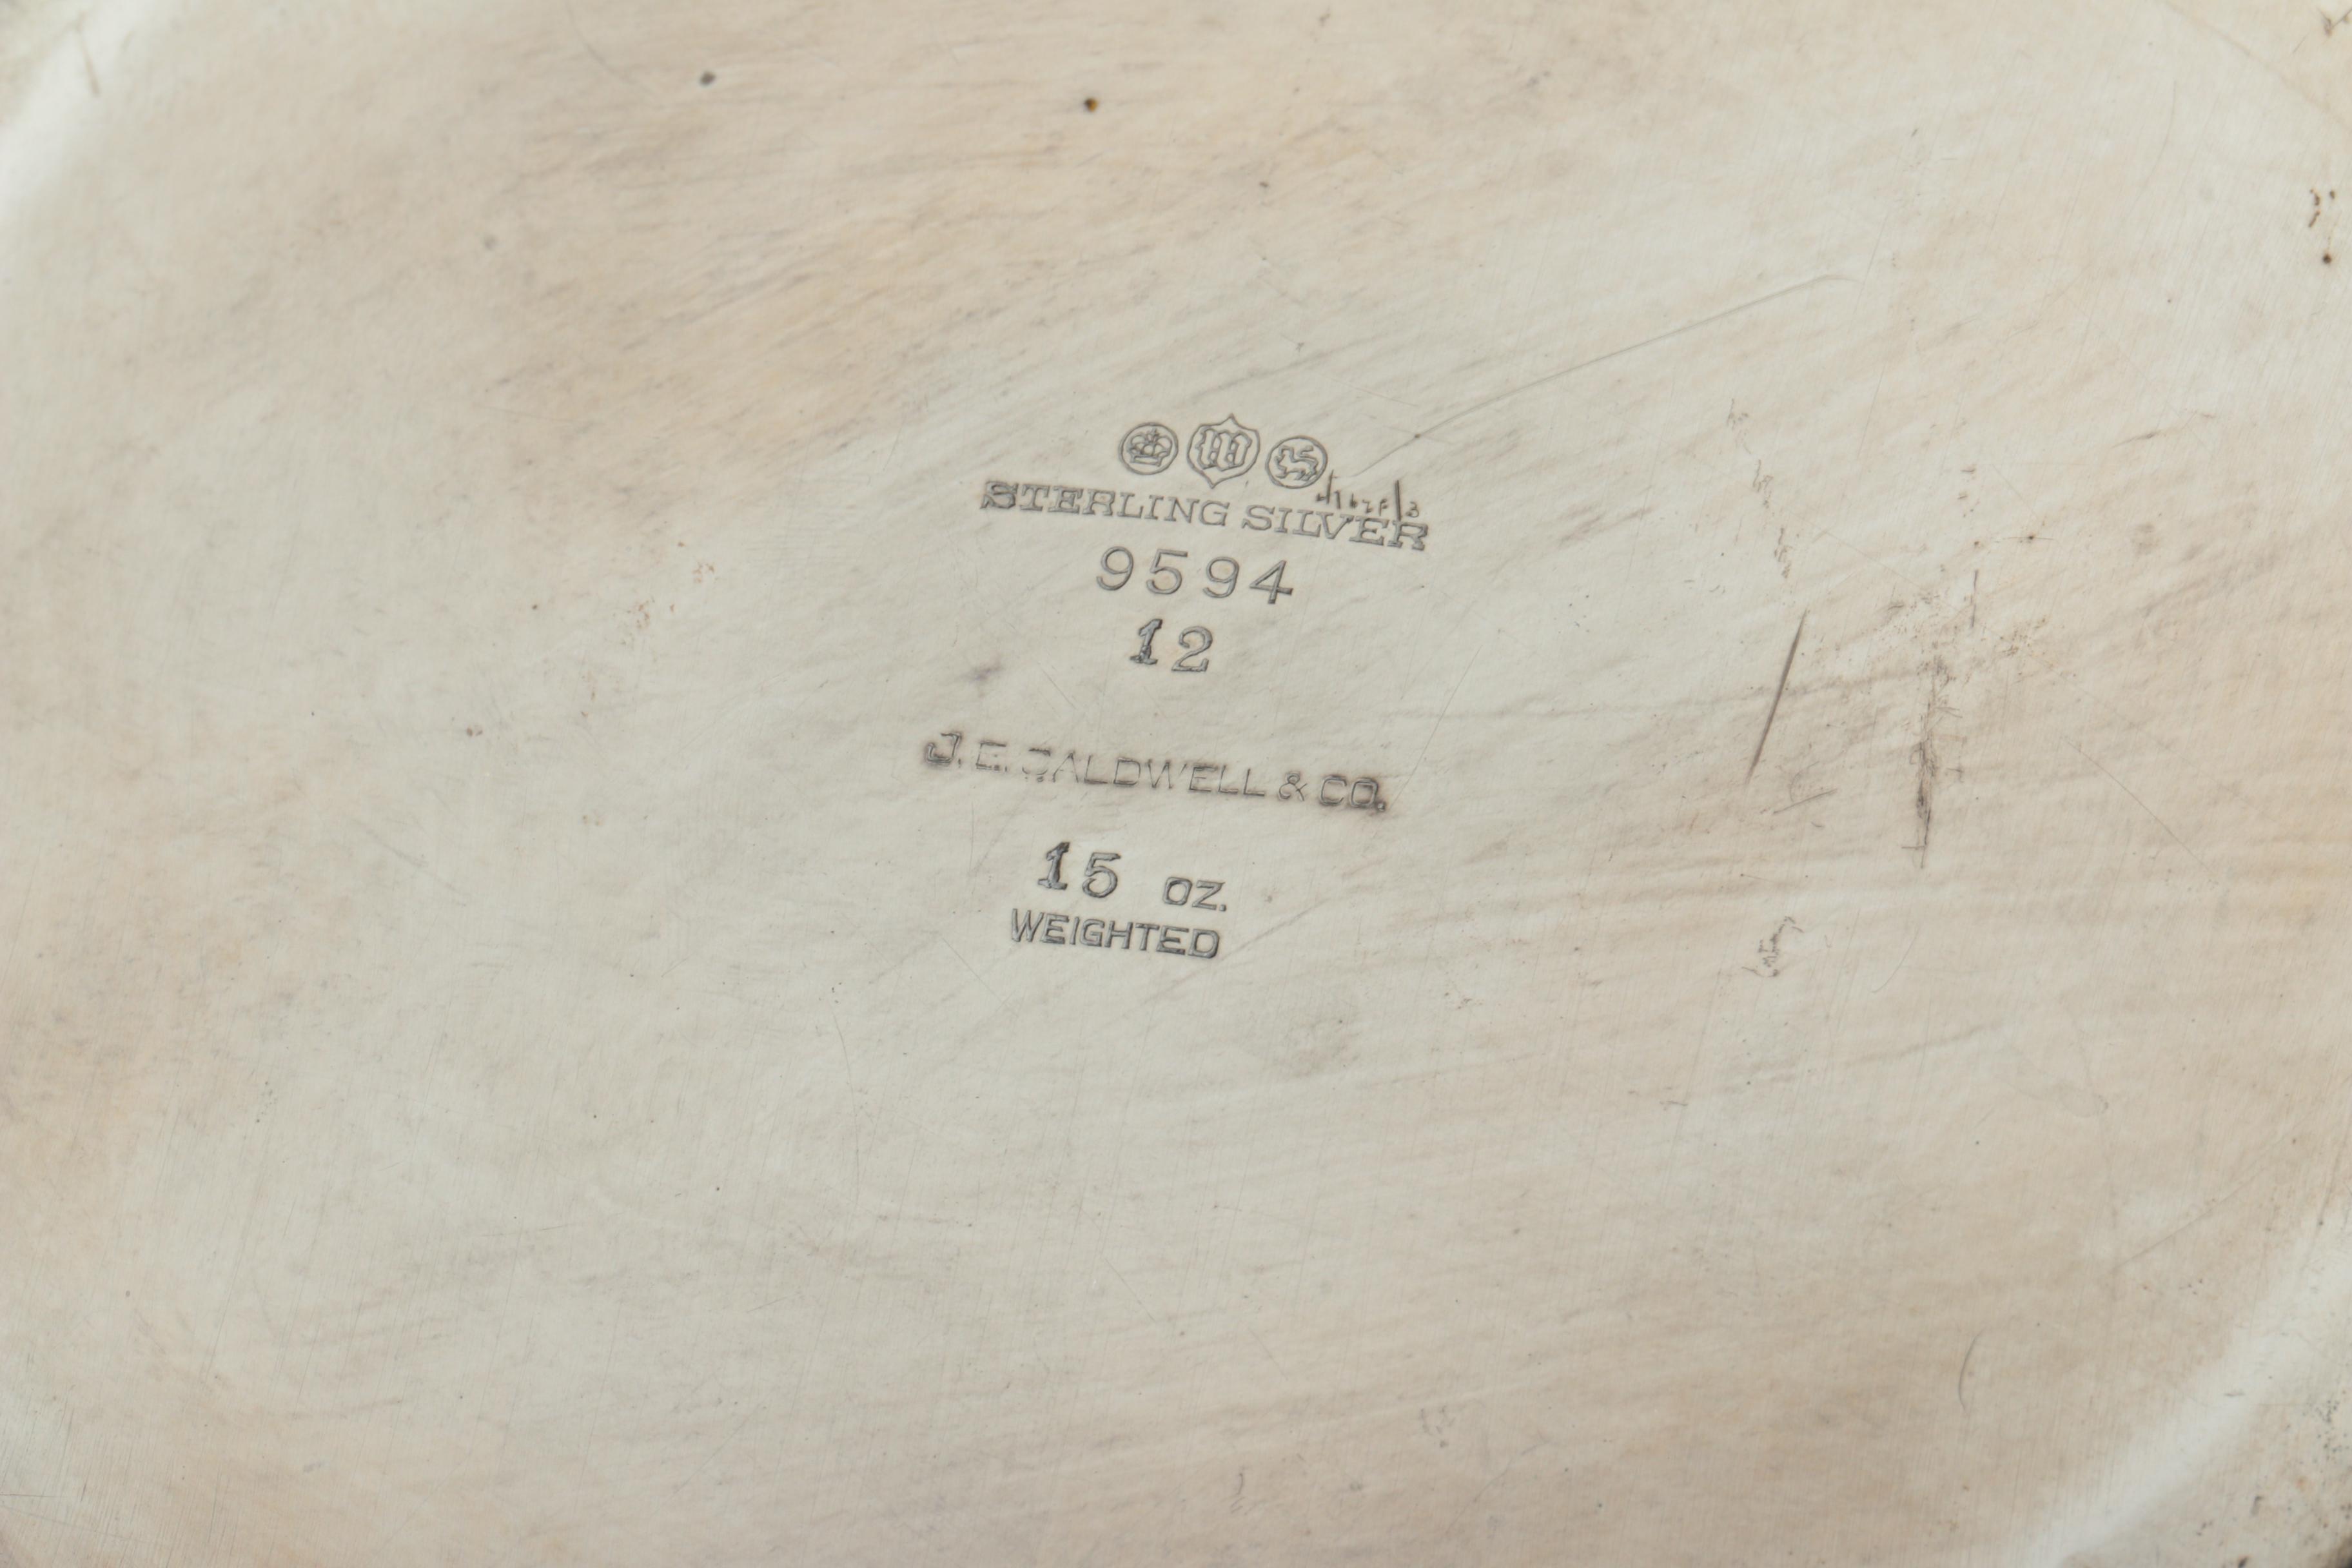 W
STERLING SILVER
9594
12
J. E. CALDWELL & CO.
15 OZ.
WEIGHTED